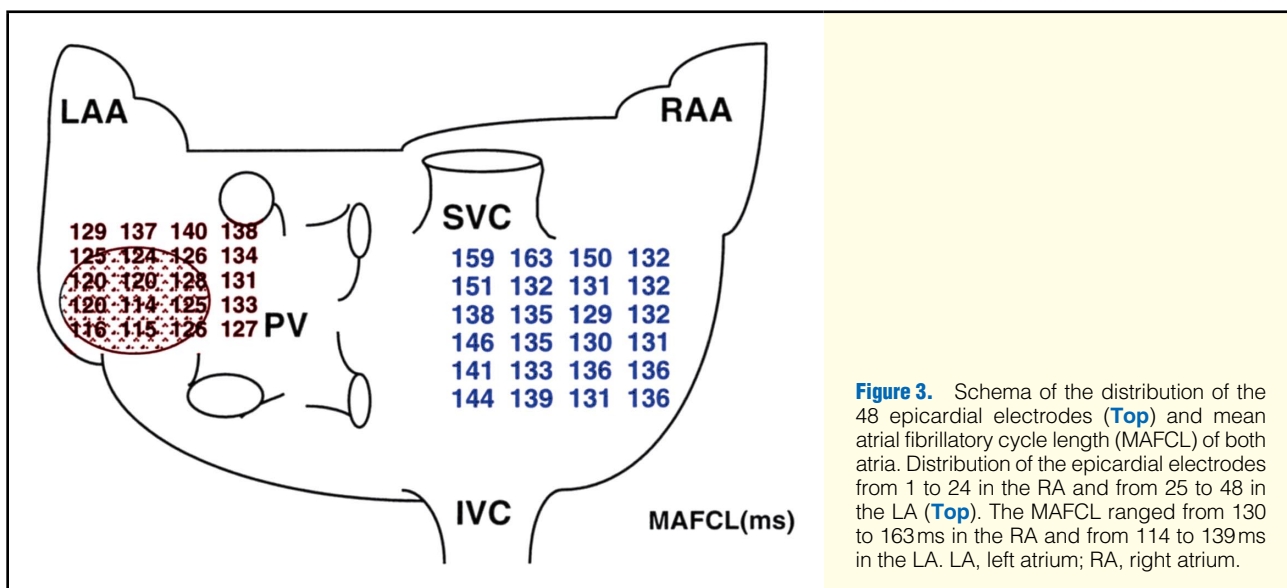 LAA
RAA
SVC
129 137 140 138
125 124 126 134
120 120 128 131
120 114 125 133
116 115 126 127
PV
159 163 150 132
151 132 131 132
138 135 129 132
146 135 130 131
141 133 136 136
144 139 131 136
IVC
MAFCL(ms)
Figure 3. Schema of the distribution of the
48 epicardial electrodes (Top) and mean
atrial fibrillatory cycle length (MAFCL) of both
atria. Distribution of the epicardial electrodes
from 1 to 24 in the RA and from 25 to 48 in
the LA (Top). The MAFCL ranged from 130
to 163 ms in the RA and from 114 to 139 ms
in the LA. LA, left atrium; RA, right atrium.